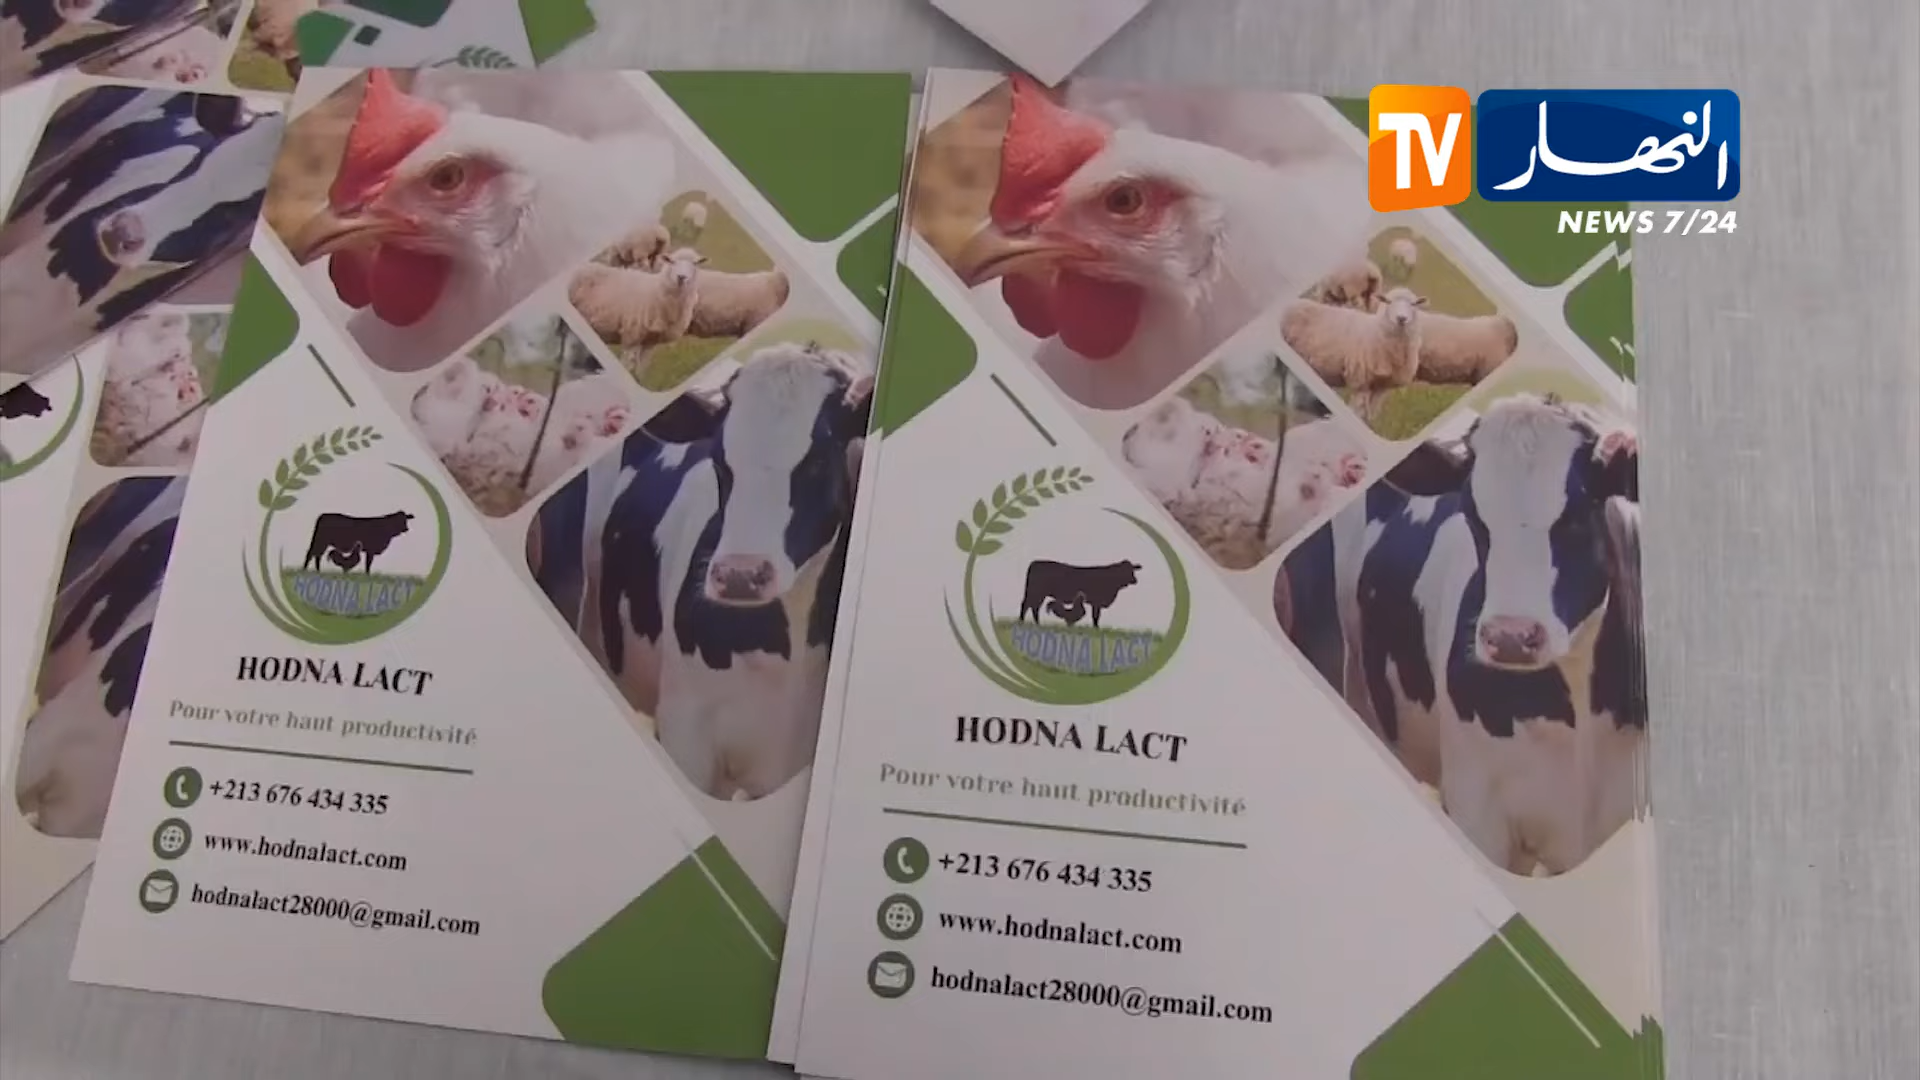 TV النهار
NEWS 7/24
HODNA LACT
HODNA LACT
Pour votre haut productivité
+213 676 434 335
www.hodnalact.com
hodnalact28000@gmail.com
HODNA LACT
HODNA LACT
Pour votre haut productivité
+213 676 434 335
www.hodnalact.com
hodnalact28000@gmail.com